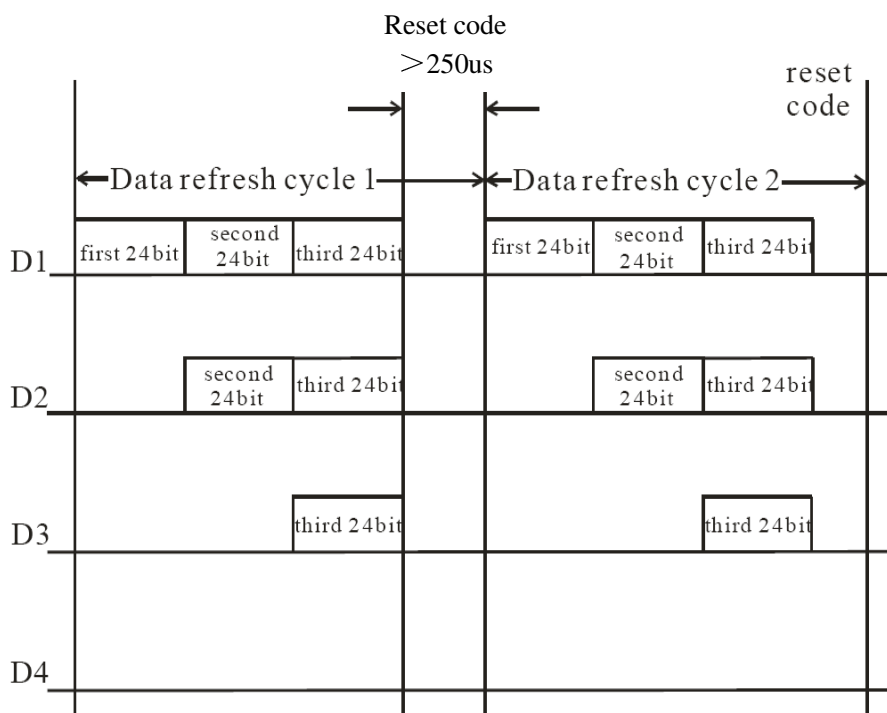 Reset code
＞250us
reset
code
Data refresh cycle 1
Data refresh cycle 2
D1
first 24bit
second
24bit
third 24bit
first 24bit
second
24bit
third 24bit
D2
second
24bit
third 24bit
second
24bit
third 24bit
D3
third 24bit
third 24bit
D4